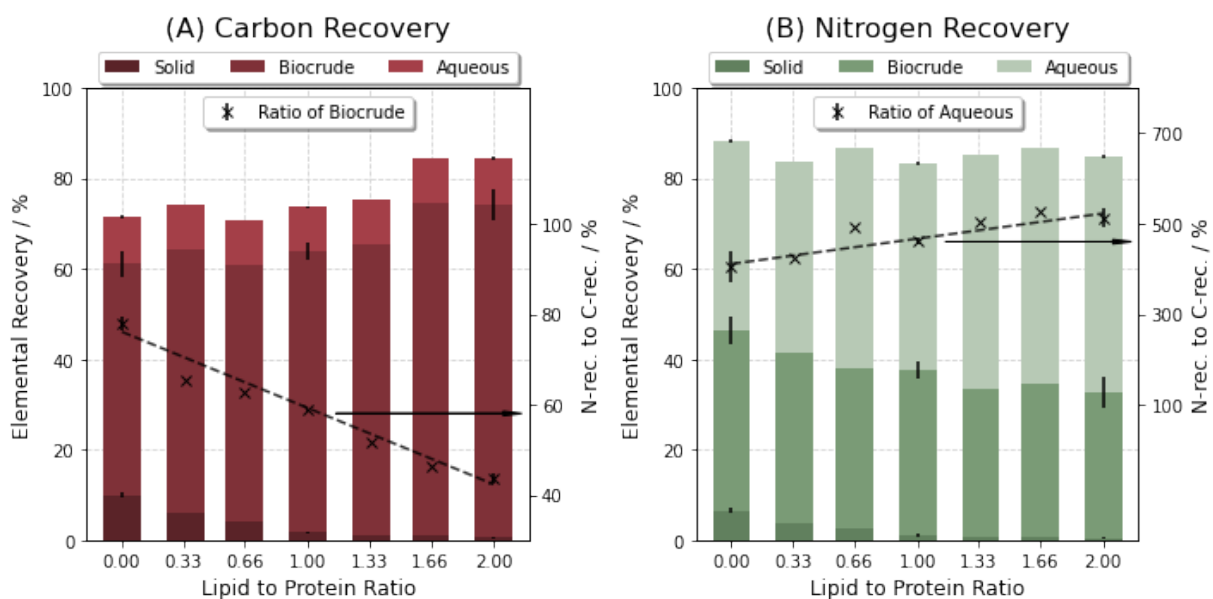 (A) Carbon Recovery
Solid Biocrude Aqueous
Ratio of Biocrude
100
80
60
40
20
0
Elemental Recovery / %
100
80
60
40
N-rec. to C-rec. / %
0.00 0.33 0.66 1.00 1.33 1.66 2.00
Lipid to Protein Ratio
(B) Nitrogen Recovery
Solid Biocrude Aqueous
Ratio of Aqueous
100
80
60
40
20
0
Elemental Recovery / %
700
500
300
100
N-rec. to C-rec. / %
0.00 0.33 0.66 1.00 1.33 1.66 2.00
Lipid to Protein Ratio